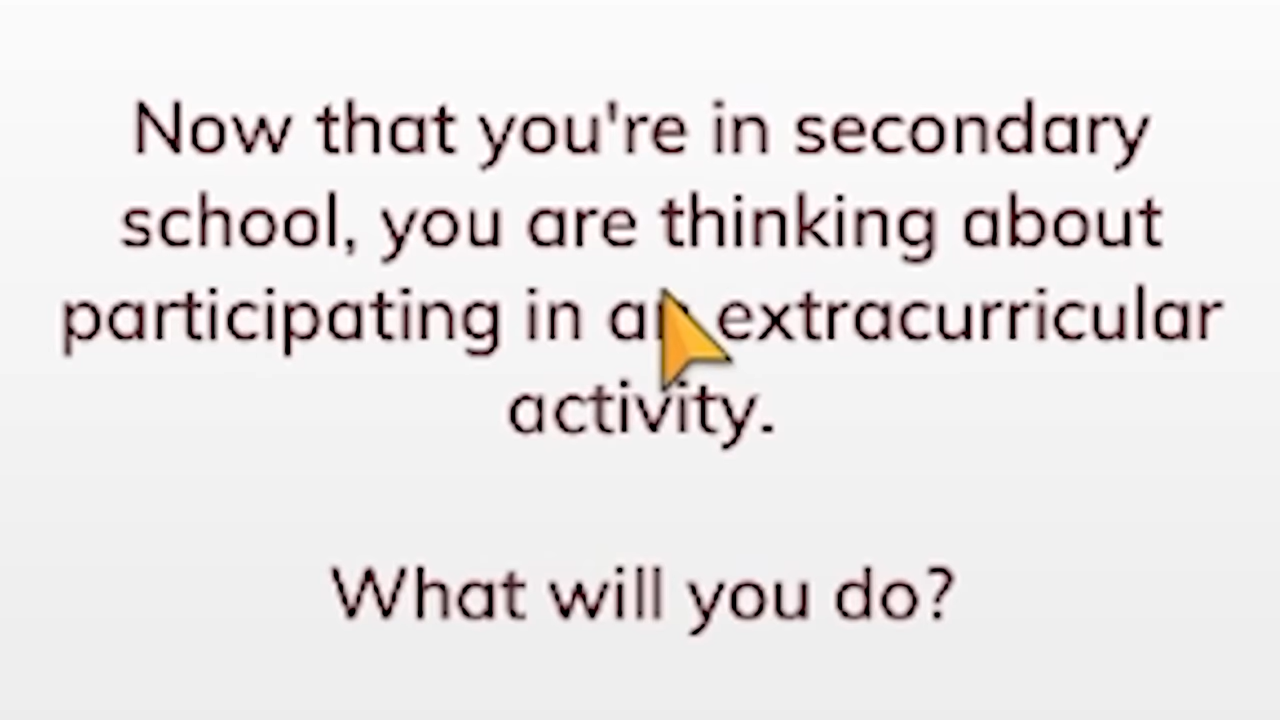 Now that you're in secondary
school, you are thinking about
participating in an extracurricular
activity.
What will you do?